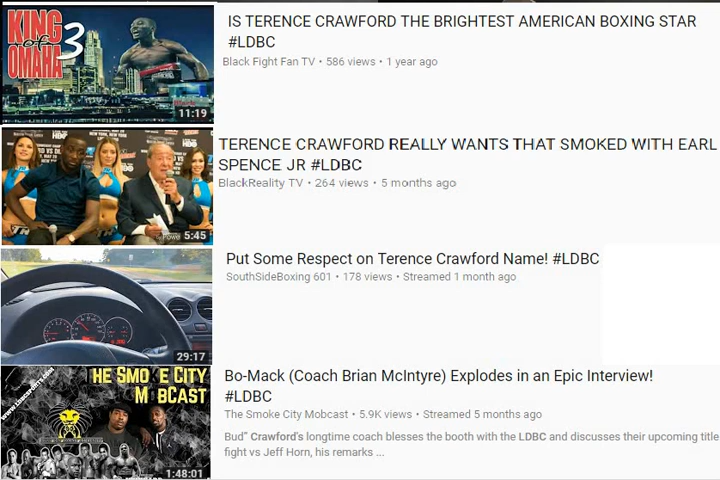 KING
of
OMAHA
3
11:19
IS TERENCE CRAWFORD THE BRIGHTEST AMERICAN BOXING STAR
#LDBC
Black Fight Fan TV • 586 views • 1 year ago
HBO
5:45
TERENCE CRAWFORD REALLY WANTS THAT SMOKED WITH EARL
SPENCE JR #LDBC
BlackReality TV • 264 views • 5 months ago
29:17
Put Some Respect on Terence Crawford Name! #LDBC
SouthSideBoxing 601 • 178 views • Streamed 1 month ago
HE SMO E CITY
M BCAST
1:48:01
Bo-Mack (Coach Brian McIntyre) Explodes in an Epic Interview!
#LDBC
The Smoke City Mobcast • 5.9K views • Streamed 5 months ago
Bud” Crawford's longtime coach blesses the booth with the LDBC and discusses their upcoming title
fight vs Jeff Horn, his remarks ...